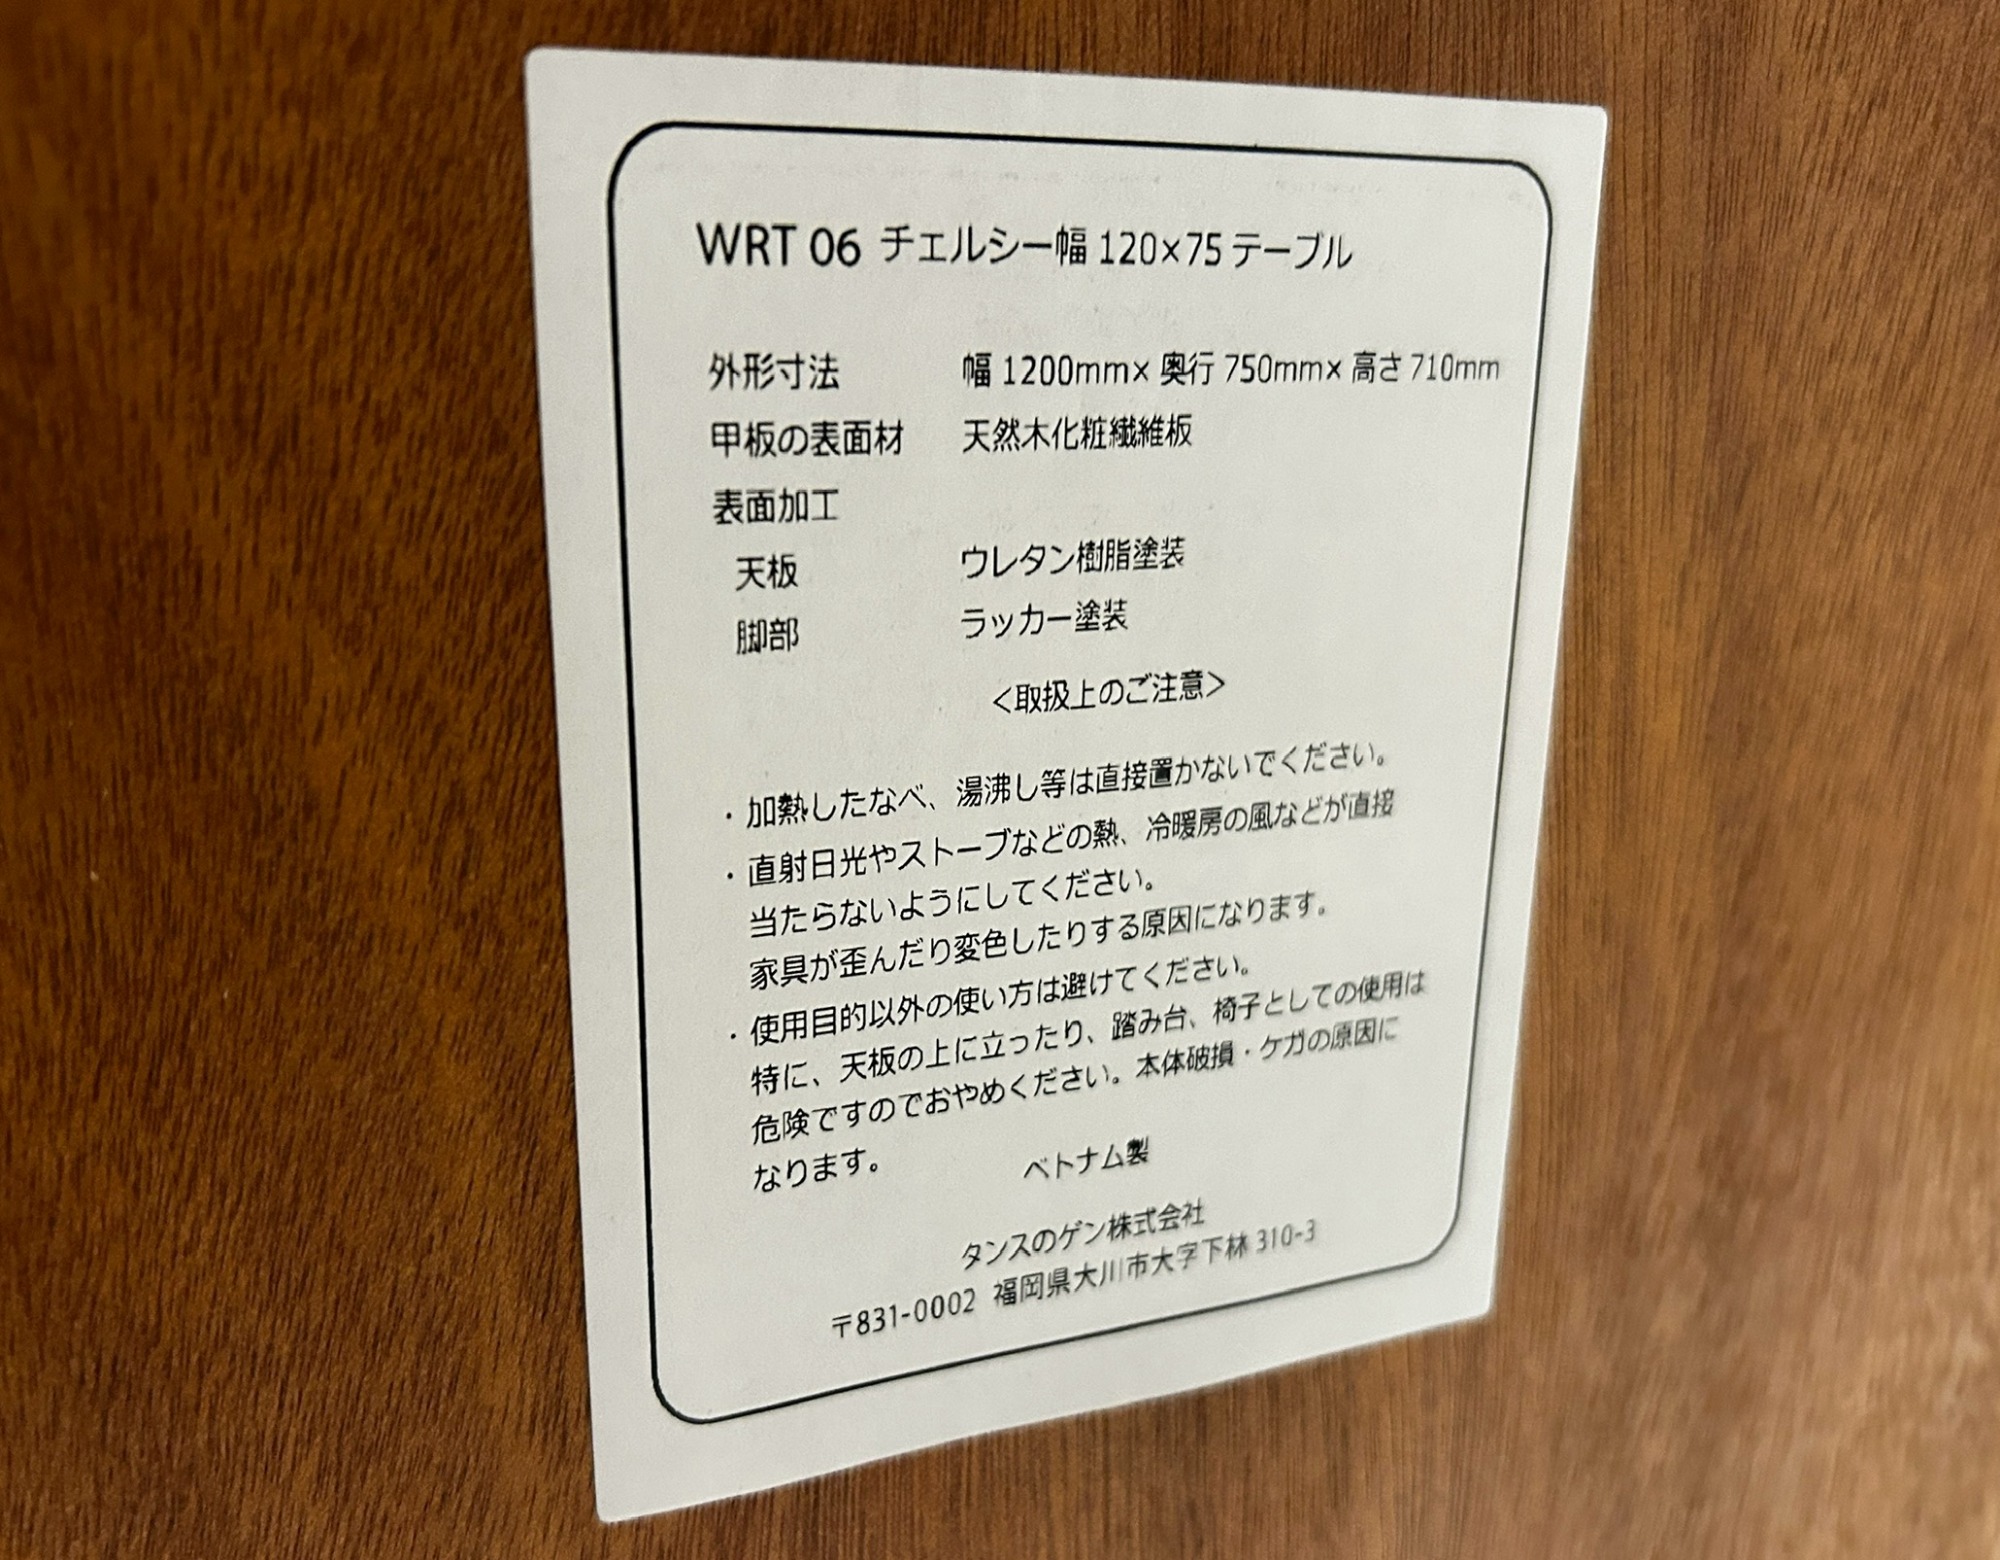 WRT 06 チェルシー幅 120×75 テーブル
外形寸法 幅 1200mm× 奥行 750mm× 高さ 710mm
甲板の表面材 天然木化粧繊維板
表面加工
天板 ウレタン樹脂塗装
脚部 ラッカー塗装
<取扱上のご注意>
・加熱したなべ、湯沸し等は直接置かないでください。
・直射日光やストーブなどの熱、冷暖房の風などが直接
当たらないようにしてください。
家具が歪んだり変色したりする原因になります。
・使用目的以外の使い方は避けてください。
特に、天板の上に立ったり、踏み台、椅子としての使用は
危険ですのでおやめください。本体破損・ケガの原因に
なります。
ベトナム製
タンスのゲン株式会社
〒831-0002 福岡県大川市大字下林 310-3